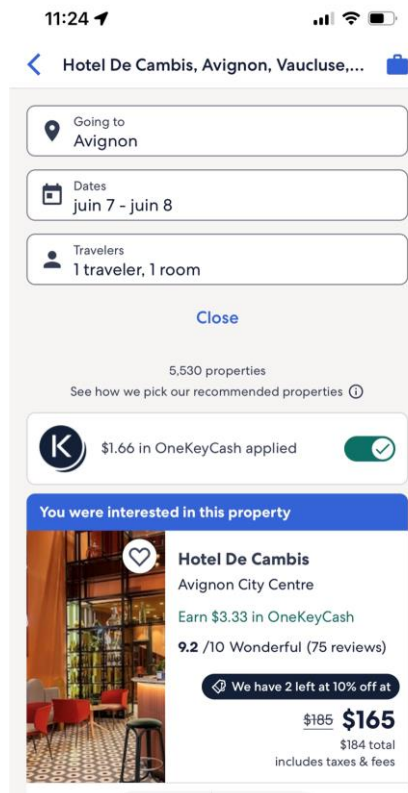 11:24
Hotel De Cambis, Avignon, Vaucluse,...
Going to
Avignon
Dates
juin 7 - juin 8
Travelers
1 traveler, 1 room
Close
5,530 properties
See how we pick our recommended properties
K
$1.66 in OneKeyCash applied
You were interested in this property
Hotel De Cambis
Avignon City Centre
Earn $3.33 in OneKeyCash
9.2 /10 Wonderful (75 reviews)
We have 2 left at 10% off at
$185 $165
$184 total
includes taxes & fees